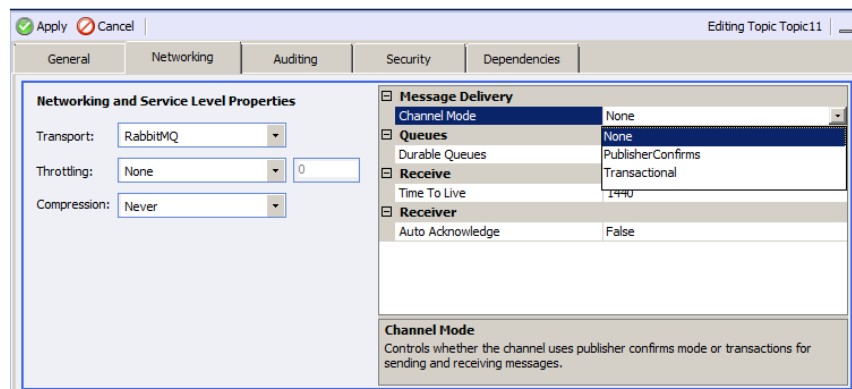 Apply Cancel Editing Topic Topic11
General Networking Auditing Security Dependencies
Networking and Service Level Properties
Transport: RabbitMQ
Throttling: None 0
Compression: Never
Message Delivery
Channel Mode None
None
PublisherConfirms
Transactional
Queues
Durable Queues
Receive
Time To Live 1440
Receiver
Auto Acknowledge False
Channel Mode
Controls whether the channel uses publisher confirms mode or transactions for
sending and receiving messages.